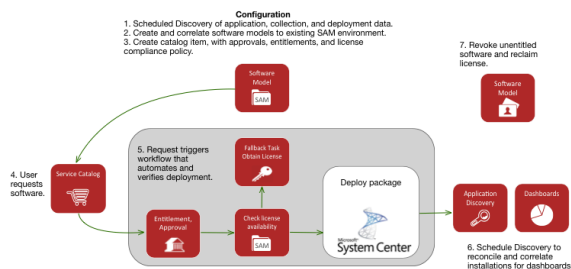 Configuration
1. Scheduled Discovery of application, collection, and deployment data.
2. Create and correlate software models to existing SAM environment.
3. Create catalog item, with approvals, entitlements, and license
compliance policy.
7. Revoke unentitled
software and reclaim
license.
Software
Model
SAM
Software
Model
4. User
requests
software.
Service Catalog
5. Request triggers
workflow that
automates and
verifies deployment.
Fallback Task
Obtain License
Entitlement,
Approval
Check license
availability
SAM
Deploy package
Microsoft
System Center
Application
Discovery
Dashboards
6. Schedule Discovery to
reconcile and correlate
installations for dashboards